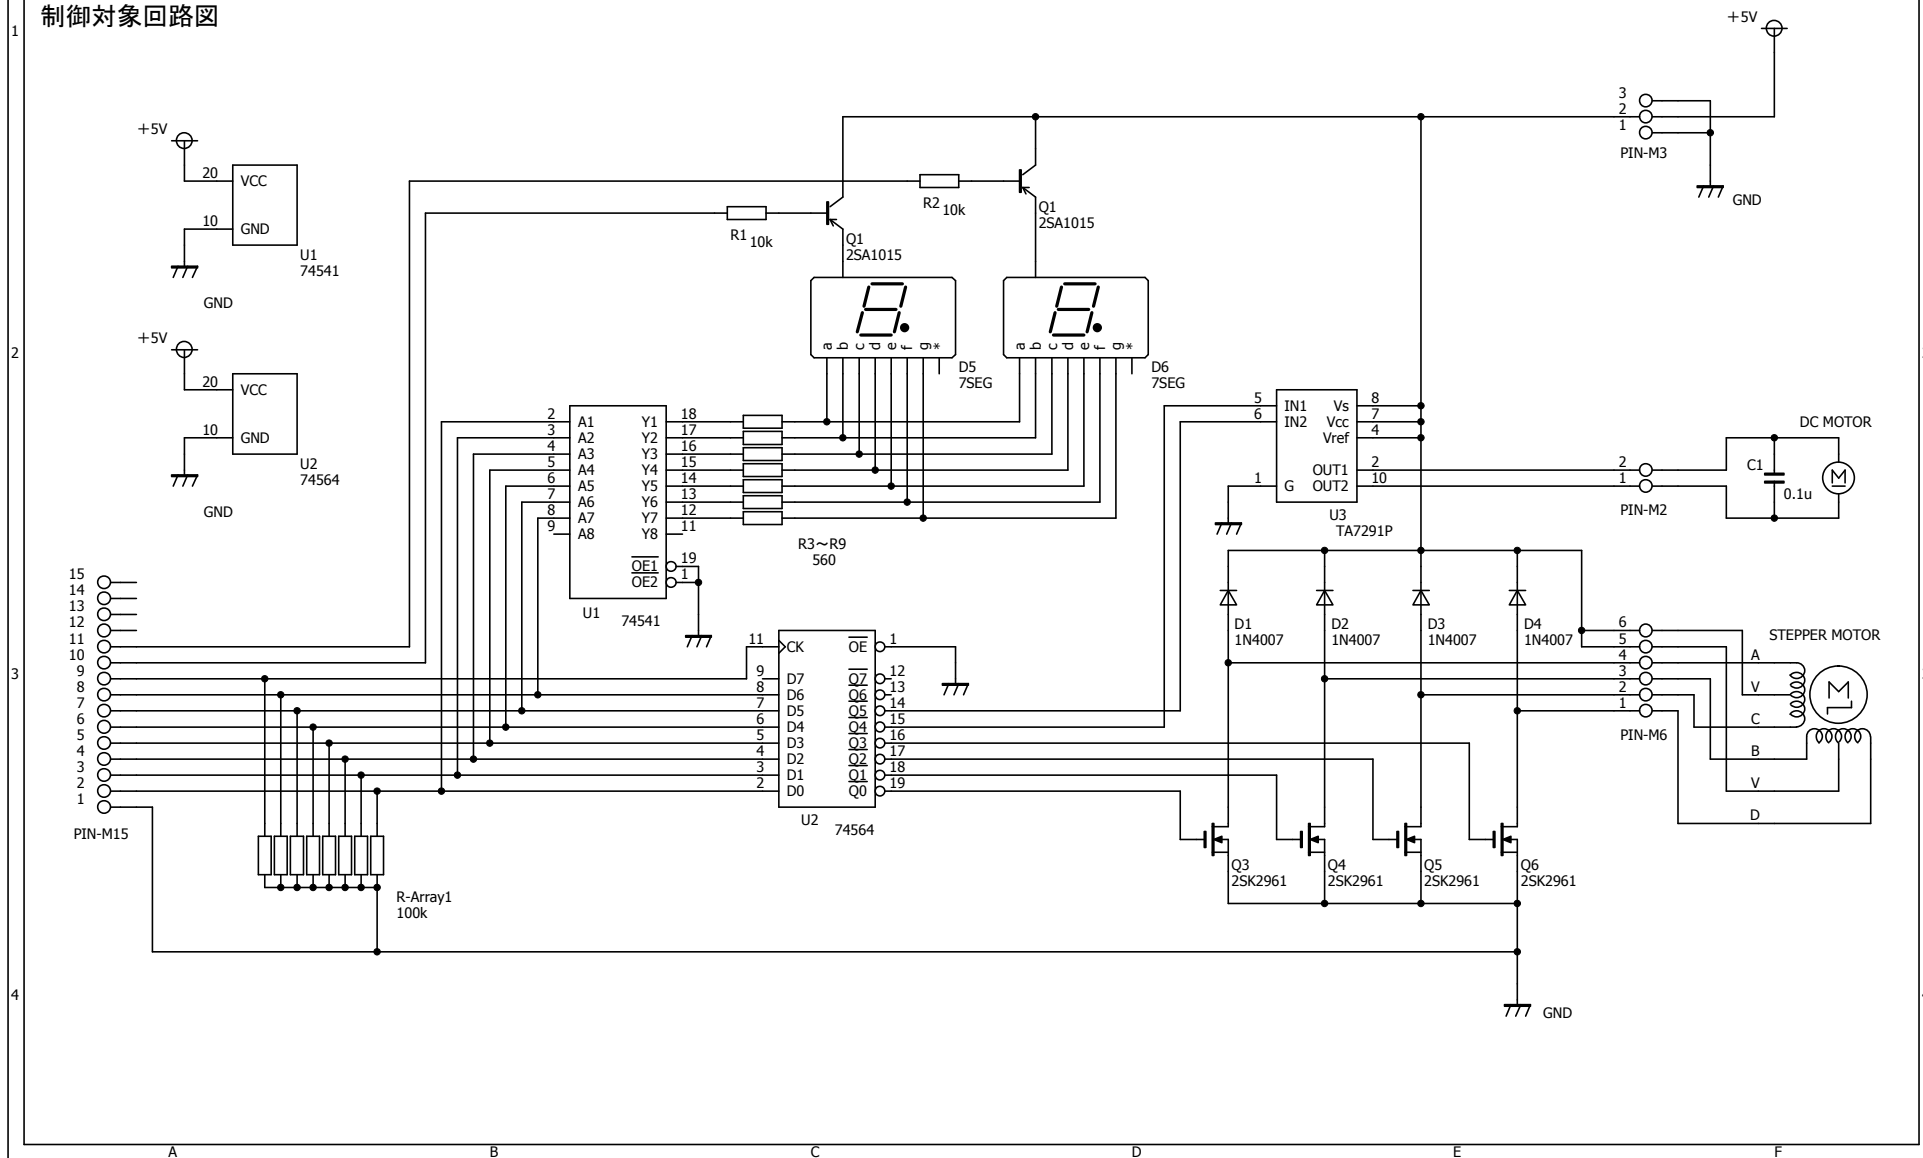 制御対象回路図
1
2
3
4
A
B
C
D
E
F
+5V
20
VCC
10
GND
U1
74541
GND
+5V
20
VCC
10
GND
U2
74564
GND
+5V
3
2
1
PIN-M3
GND
R2 10k
R1 10k
Q1
2SA1015
Q1
2SA1015
a b c d e f g *
D5
7SEG
a b c d e f g *
D6
7SEG
2 A1 Y1 18
3 A2 Y2 17
4 A3 Y3 16
5 A4 Y4 15
6 A5 Y5 14
7 A6 Y6 13
8 A7 Y7 12
9 A8 Y8 11
OE1 19
OE2 1
U1 74541
R3～R9
560
5 IN1 Vs 8
6 IN2 Vcc 7
Vref 4
OUT1 2
1 G OUT2 10
U3
TA7291P
2
1
PIN-M2
DC MOTOR
C1
0.1u
M
15
14
13
12
11
10
9
8
7
6
5
4
3
2
1
PIN-M15
R-Array1
100k
11 CK OE 1
9 D7 Q7 12
8 D6 Q6 13
7 D5 Q5 14
6 D4 Q4 15
5 D3 Q3 16
4 D2 Q2 17
3 D1 Q1 18
2 D0 Q0 19
U2 74564
D1
1N4007
D2
1N4007
D3
1N4007
D4
1N4007
6
5
4
3
2
1
PIN-M6
STEPPER MOTOR
A
V
C
B
V
D
M
Q3
2SK2961
Q4
2SK2961
Q5
2SK2961
Q6
2SK2961
GND